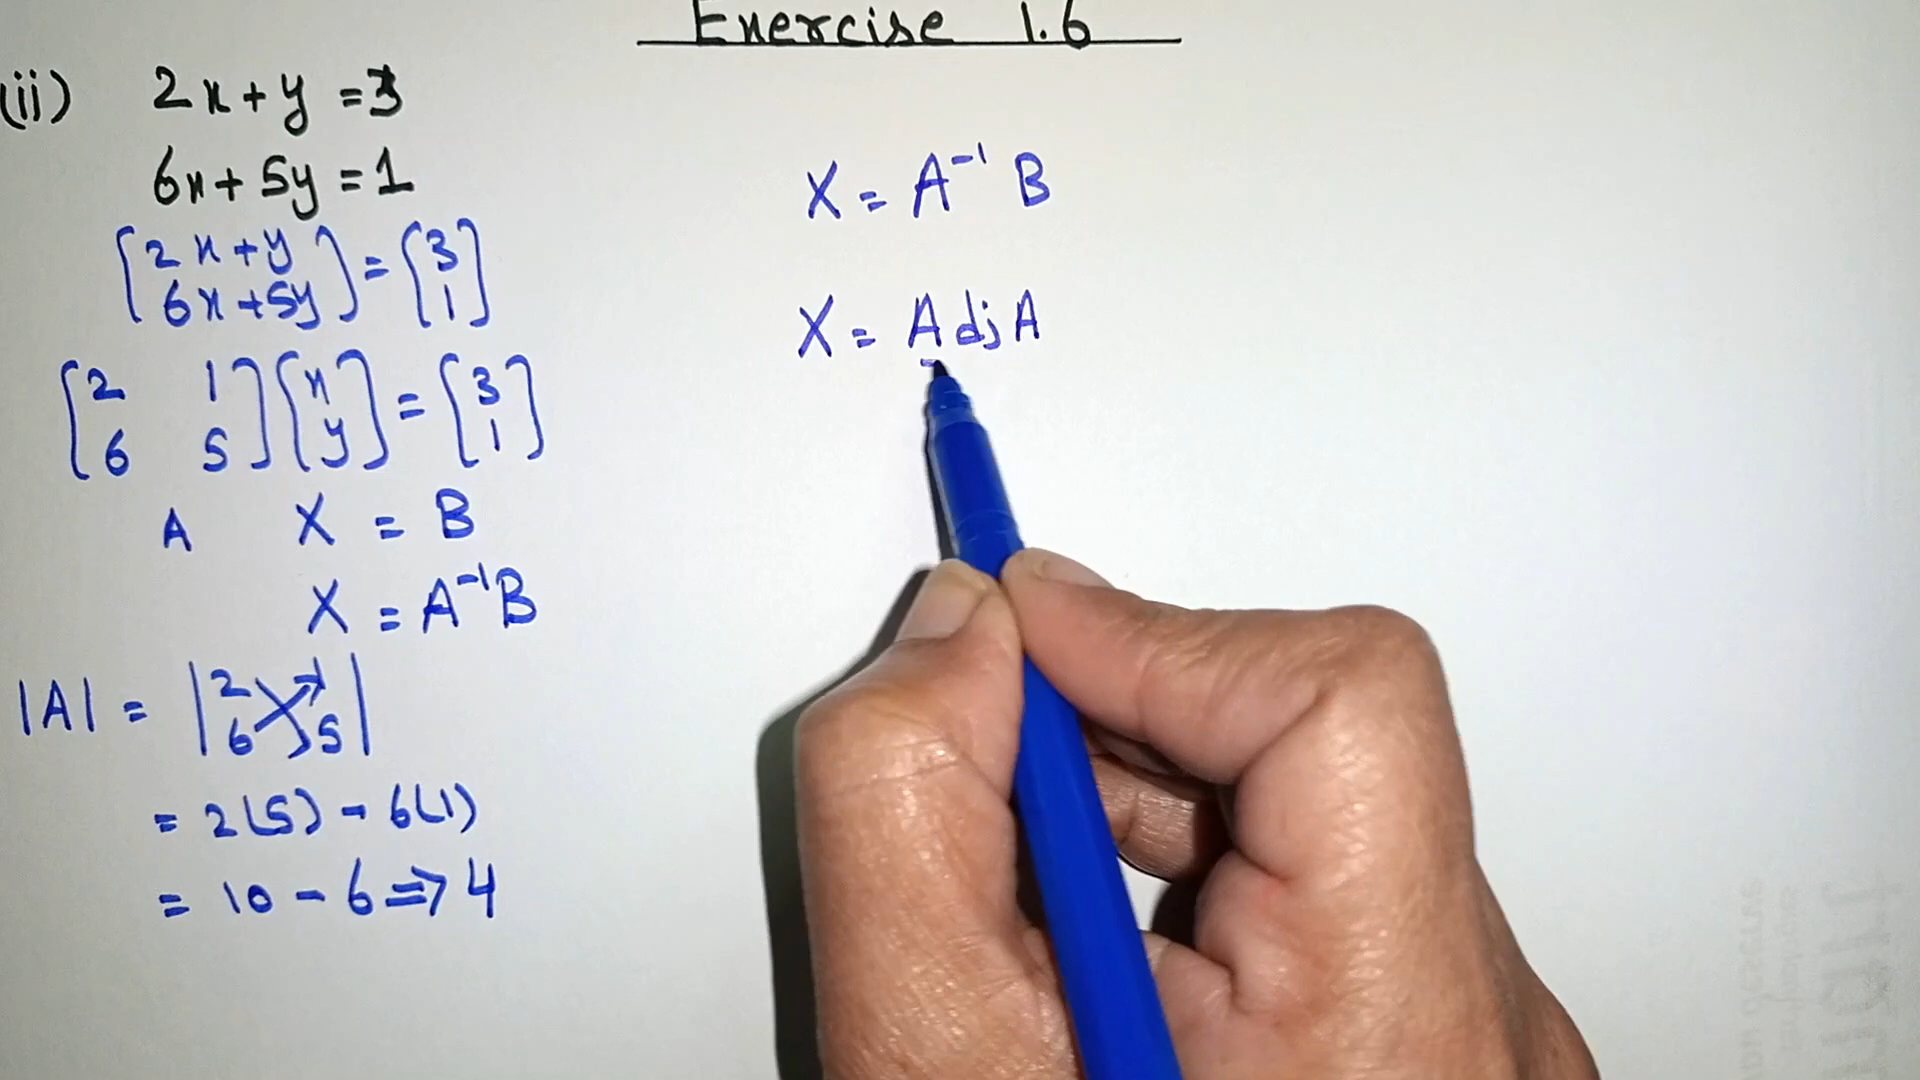 Exercise 1.6
(ii) 2x + y = 3
6x + 5y = 1
[2x + y
6x + 5y] = [3
1]
[2 1
6 5] [x
y] = [3
1]
A X = B
X = A⁻¹B
|A| = |2 1
6 5|
= 2(5) - 6(1)
= 10 - 6 => 4
X = A⁻¹ B
X = Adj A